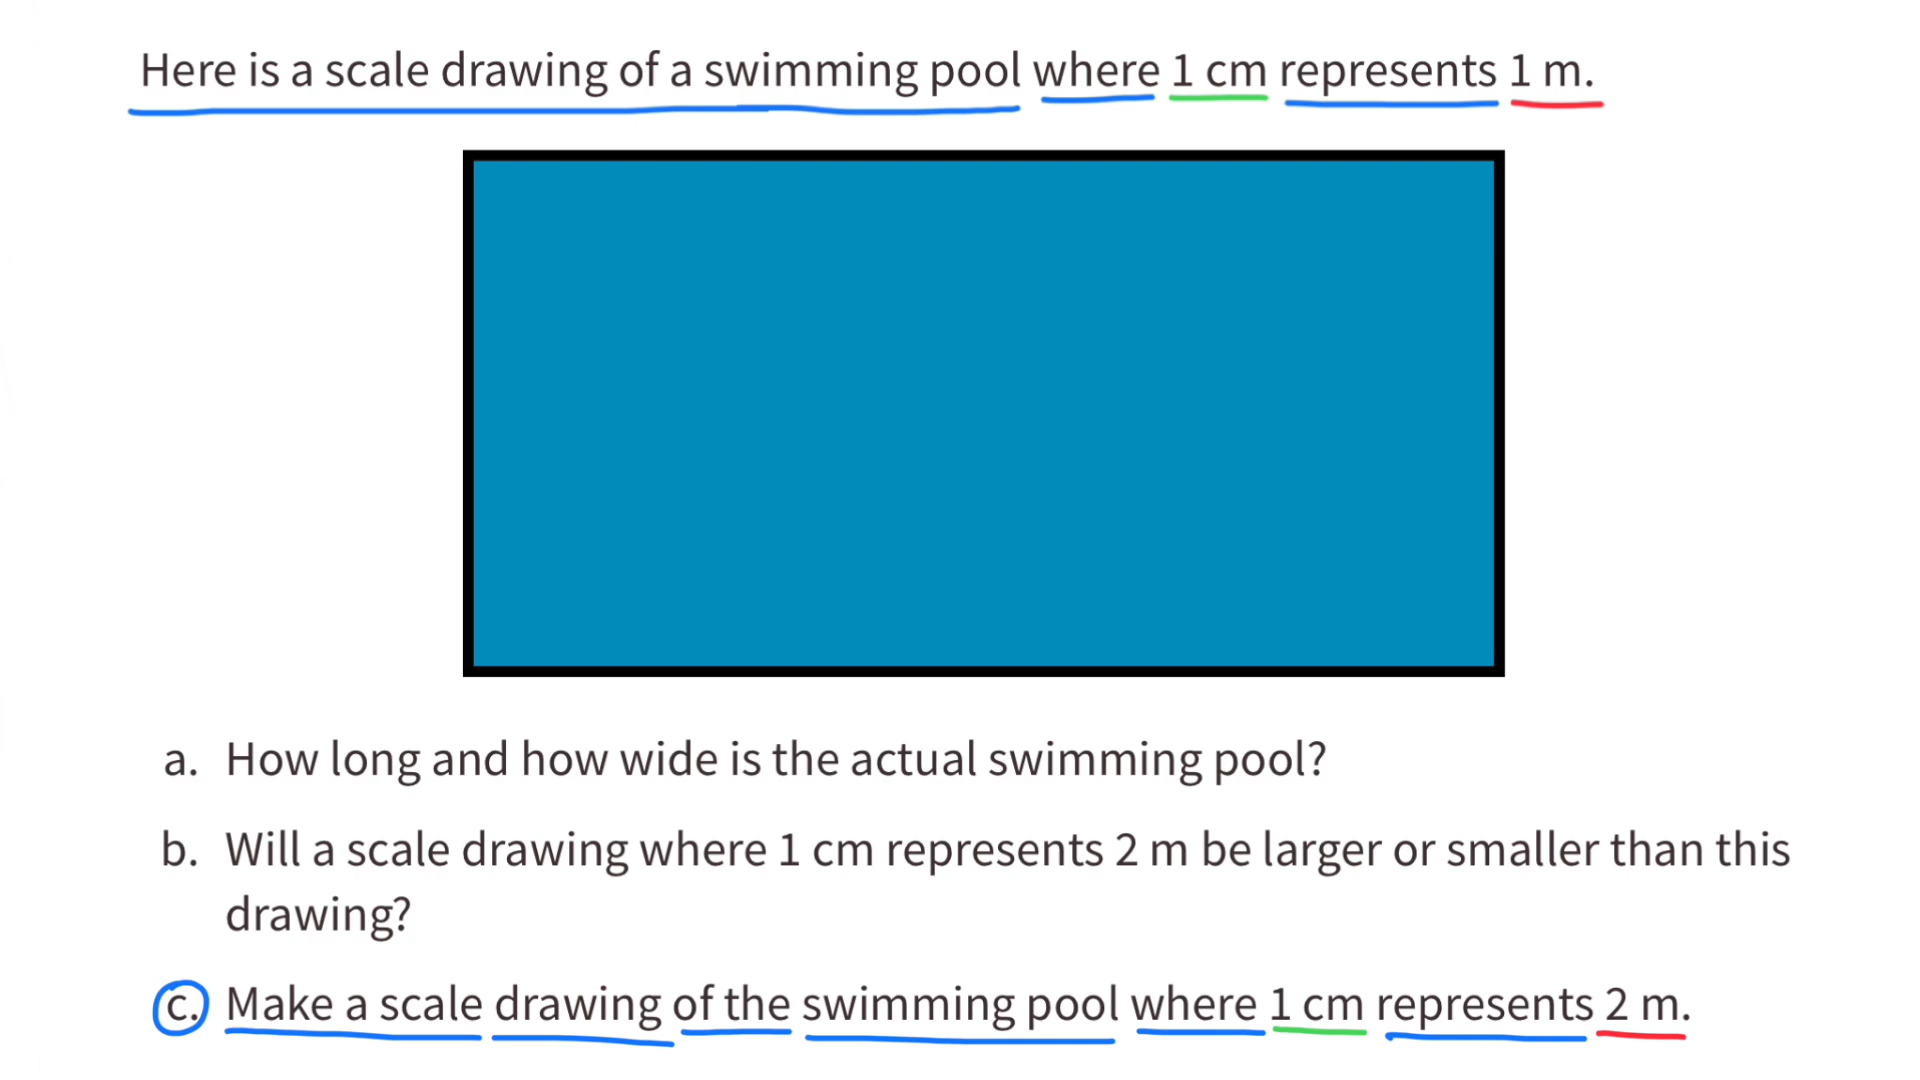 Here is a scale drawing of a swimming pool where 1 cm represents 1 m.
a. How long and how wide is the actual swimming pool?
b. Will a scale drawing where 1 cm represents 2 m be larger or smaller than this
drawing?
c. Make a scale drawing of the swimming pool where 1 cm represents 2 m.